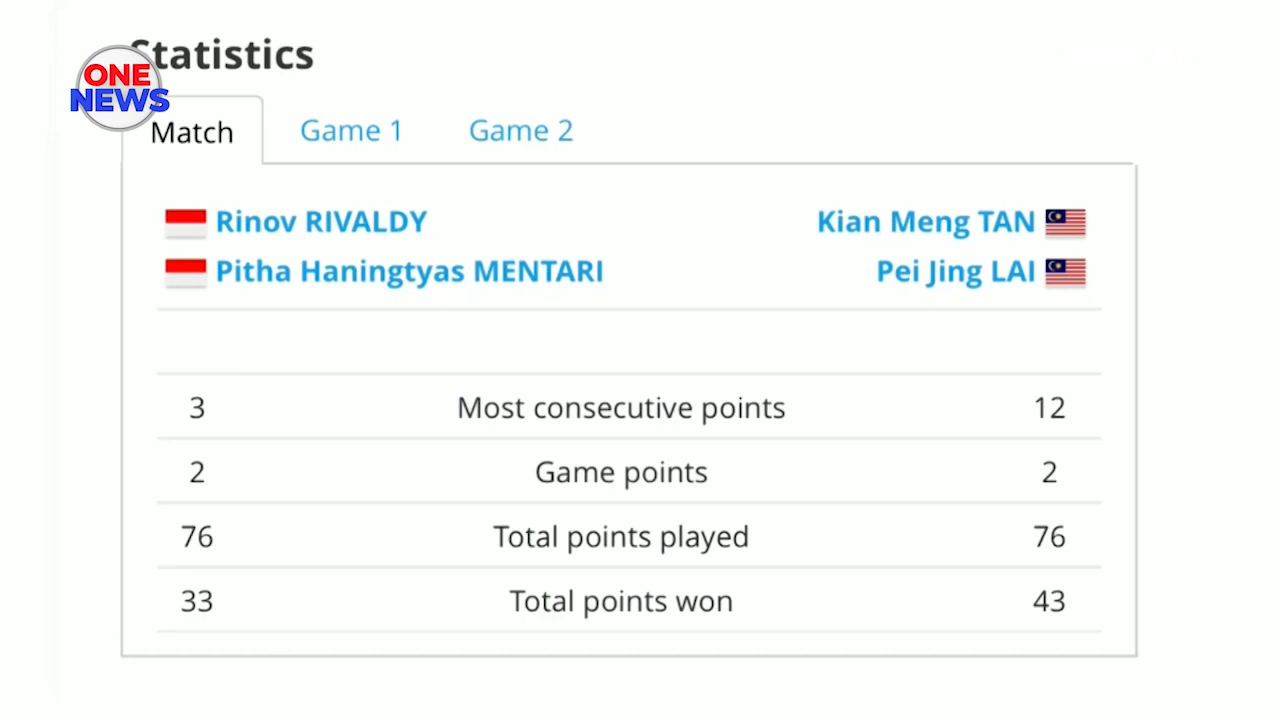 Statistics
ONE
NEWS
Match Game 1 Game 2
Rinov RIVALDY Kian Meng TAN
Pitha Haningtyas MENTARI Pei Jing LAI
3 Most consecutive points 12
2 Game points 2
76 Total points played 76
33 Total points won 43